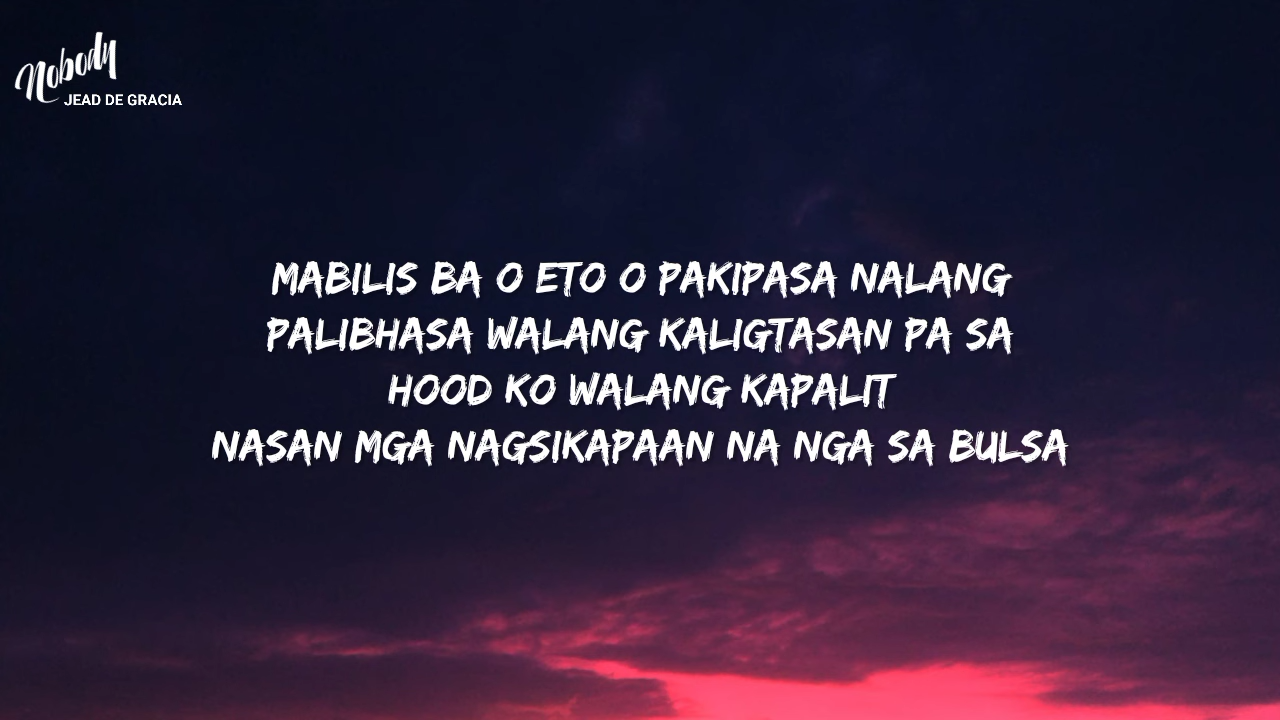 Nobody
JEAD DE GRACIA
MABILIS BA O ETO O PAKIPASA NALANG
PALIBHASA WALANG KALIGTASAN PA SA
HOOD KO WALANG KAPALIT
NASAN MGA NAGSIKAPAAN NA NGA SA BULSA